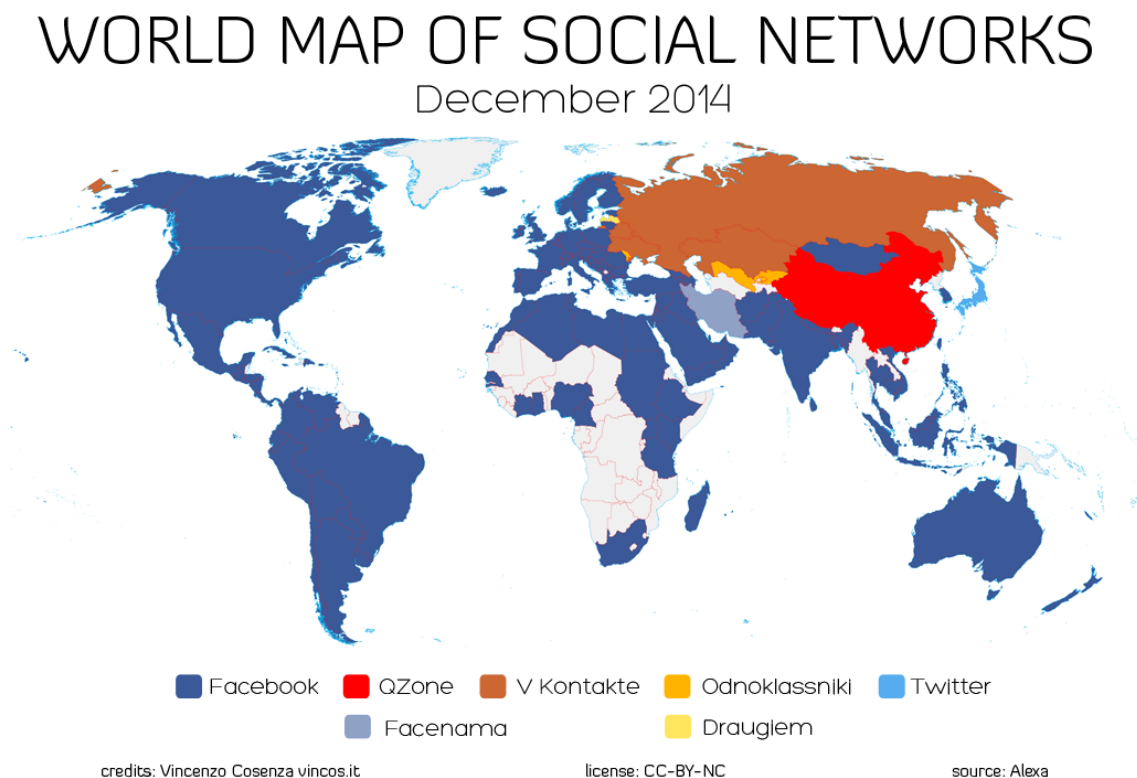 WORLD MAP OF SOCIAL NETWORKS
December 2014
Facebook QZone V Kontakte Odnoklassniki Twitter
Facenama Draugiem
credits: Vincenzo Cosenza vincos.it license: CC-BY-NC source: Alexa